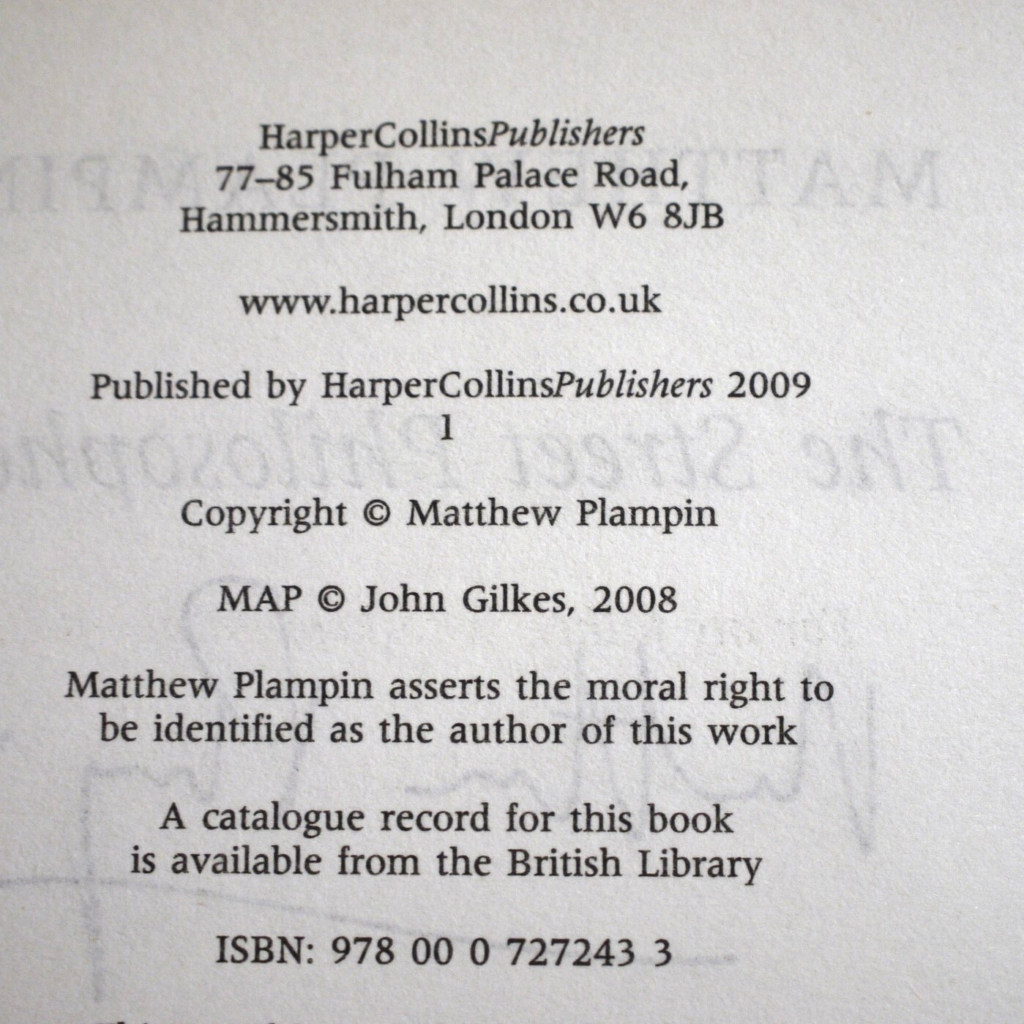 HarperCollinsPublishers
77–85 Fulham Palace Road,
Hammersmith, London W6 8JB
www.harpercollins.co.uk
Published by HarperCollinsPublishers 2009
1
Copyright © Matthew Plampin
MAP © John Gilkes, 2008
Matthew Plampin asserts the moral right to
be identified as the author of this work
A catalogue record for this book
is available from the British Library
ISBN: 978 00 0 727243 3